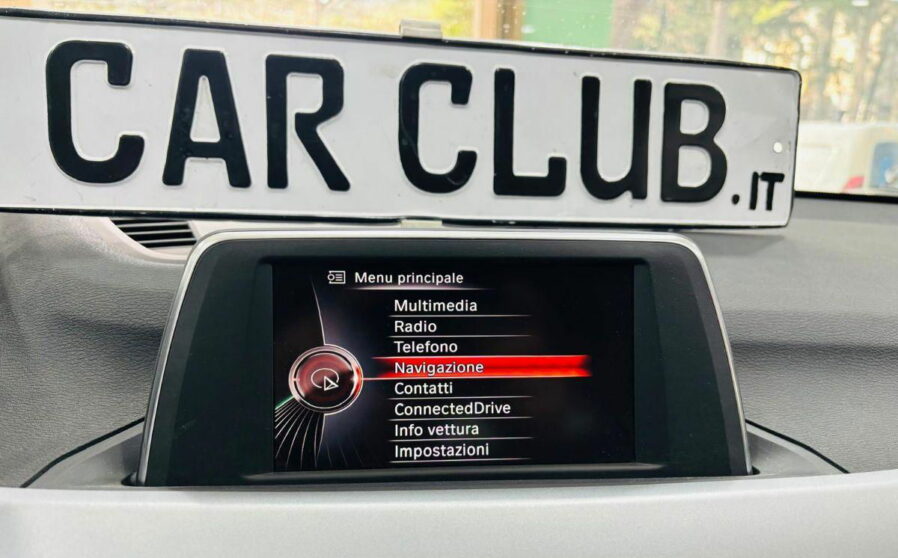 CAR CLUB.IT
Menu principale
Multimedia
Radio
Telefono
Navigazione
Contatti
ConnectedDrive
Info vettura
Impostazioni